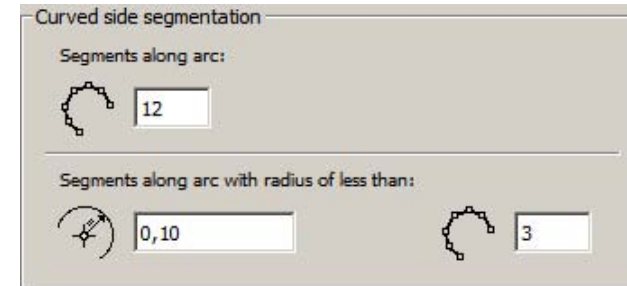 Curved side segmentation
Segments along arc:
12
Segments along arc with radius of less than:
0,10 3